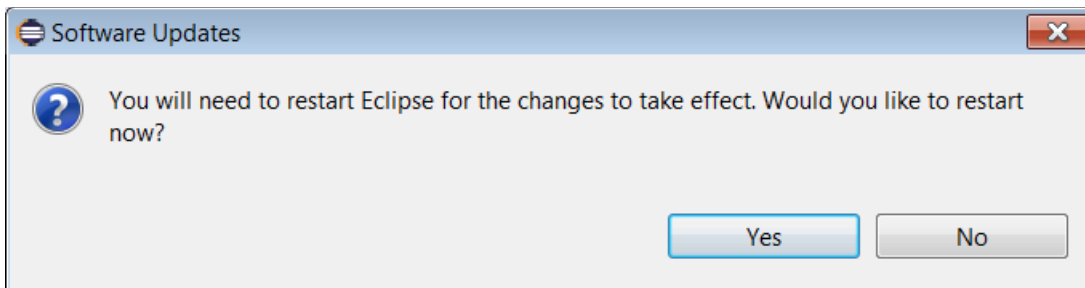 Software Updates
You will need to restart Eclipse for the changes to take effect. Would you like to restart
now?
Yes No